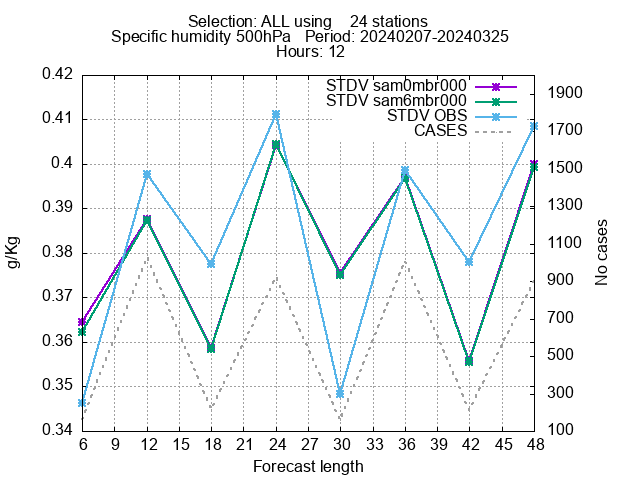 Selection: ALL using    24 stations
Specific humidity 500hPa   Period: 20240207-20240325
Hours: 12
STDV sam0mbr000
STDV sam6mbr000
STDV OBS
CASES
0.42
0.41
0.4
0.39
0.38
0.37
0.36
0.35
0.34
g/Kg
1900
1700
1500
1300
1100
900
700
500
300
100
No cases
6 9 12 15 18 21 24 27 30 33 36 39 42 45 48
Forecast length